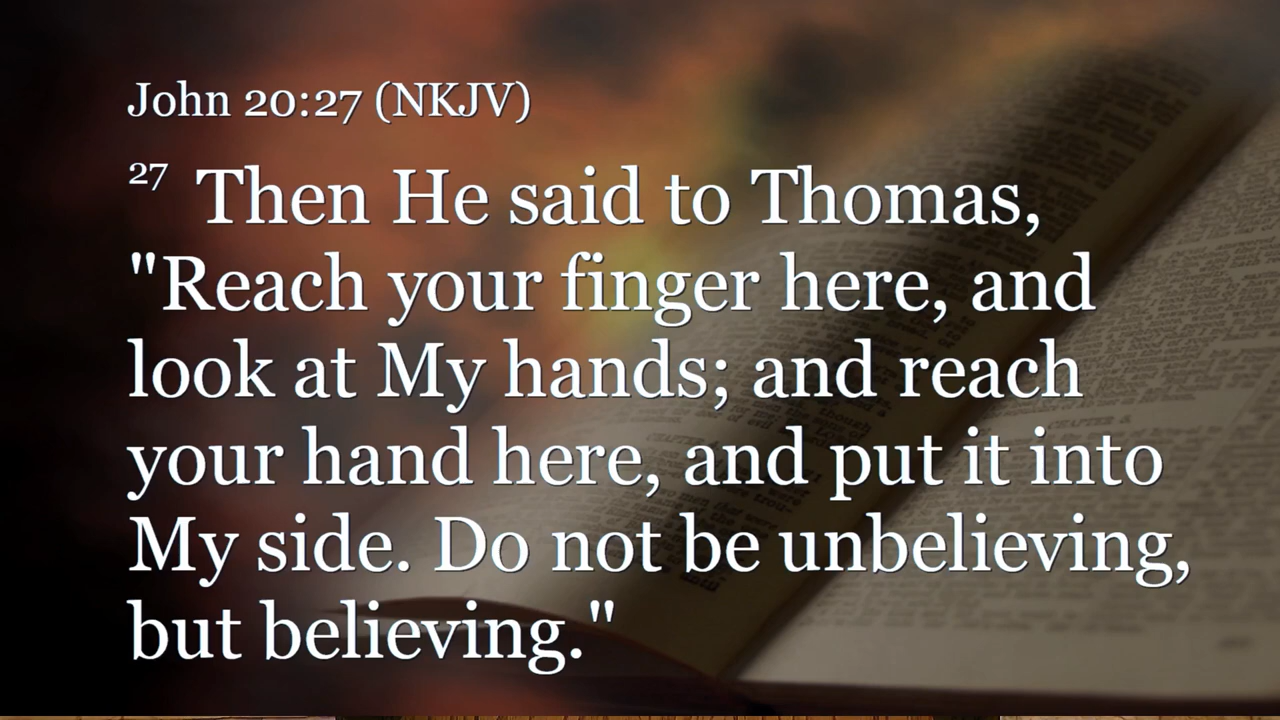 John 20:27 (NKJV)
27 Then He said to Thomas,
"Reach your finger here, and
look at My hands; and reach
your hand here, and put it into
My side. Do not be unbelieving,
but believing."